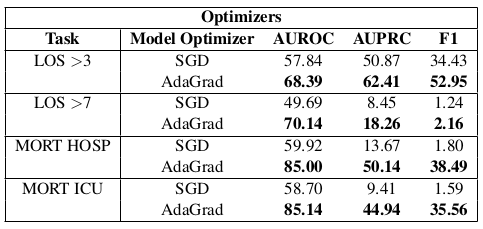 Optimizers
Task Model Optimizer AUROC AUPRC F1
LOS >3 SGD 57.84 50.87 34.43
AdaGrad 68.39 62.41 52.95
LOS >7 SGD 49.69 8.45 1.24
AdaGrad 70.14 18.26 2.16
MORT HOSP SGD 59.92 13.67 1.80
AdaGrad 85.00 50.14 38.49
MORT ICU SGD 58.70 9.41 1.59
AdaGrad 85.14 44.94 35.56